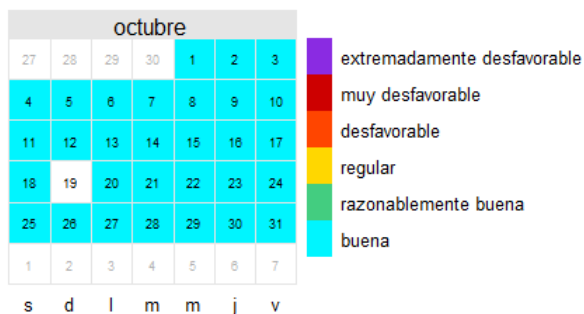 octubre
27 28 29 30 1 2 3
4 5 6 7 8 9 10
11 12 13 14 15 16 17
18 19 20 21 22 23 24
25 26 27 28 29 30 31
1 2 3 4 5 6 7
s d l m m j v
extremadamente desfavorable
muy desfavorable
desfavorable
regular
razonablemente buena
buena